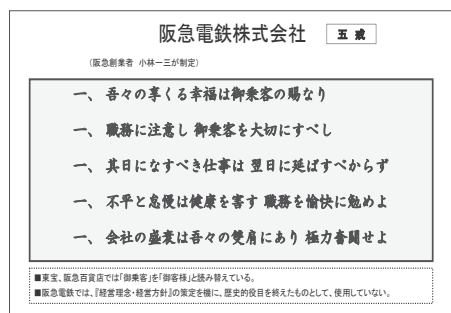 阪急電鉄株式会社 五 戒
(阪急創業者 小林一三が制定)
一、 吾々の享くる幸福は御乗客の賜なり
一、 職務に注意し 御乗客を大切にすべし
一、 其日になすべき仕事は 翌日に延ばすべからず
一、 不平と怠慢は健康を害す 職務を愉快に勉めよ
一、 会社の盛衰は吾々の雙肩にあり 極力奮闘せよ
■東宝、阪急百貨店では「御乗客」を「御客様」と読み替えている。
■阪急電鉄では、『経営理念・経営方針』の策定を機に、歴史的役目を終えたものとして、使用していない。